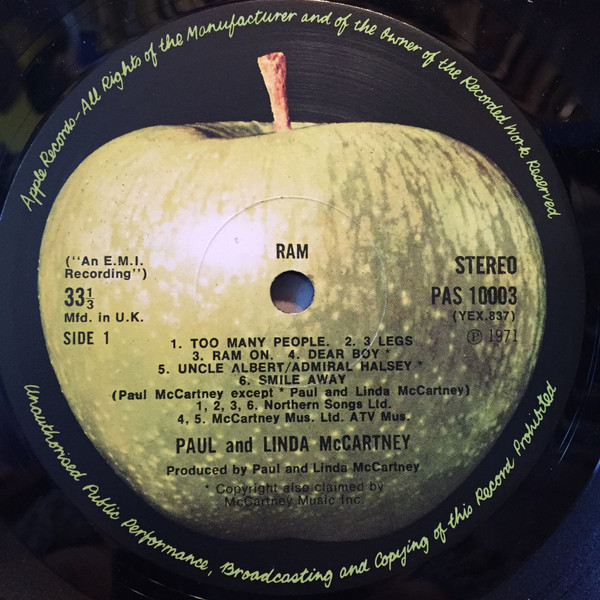 Apple Records–All Rights of the Manufacturer and of the Owner of the Recorded Work Reserved
RAM
("An E.M.I.
Recording")
33⅓
Mfd. in U.K.
SIDE 1
STEREO
PAS 10003
(YEX.837)
℗ 1971
1. TOO MANY PEOPLE. 2. 3 LEGS
3. RAM ON. 4. DEAR BOY *
5. UNCLE ALBERT/ADMIRAL HALSEY *
6. SMILE AWAY
(Paul McCartney except * Paul and Linda McCartney)
1, 2, 3, 6. Northern Songs Ltd.
4, 5. McCartney Mus. Ltd. ATV Mus.
PAUL and LINDA McCARTNEY
Produced by Paul and Linda McCartney
* Copyright also claimed by
McCartney Music Inc.
Unauthorised Public Performance, Broadcasting and Copying of this Record Prohibited